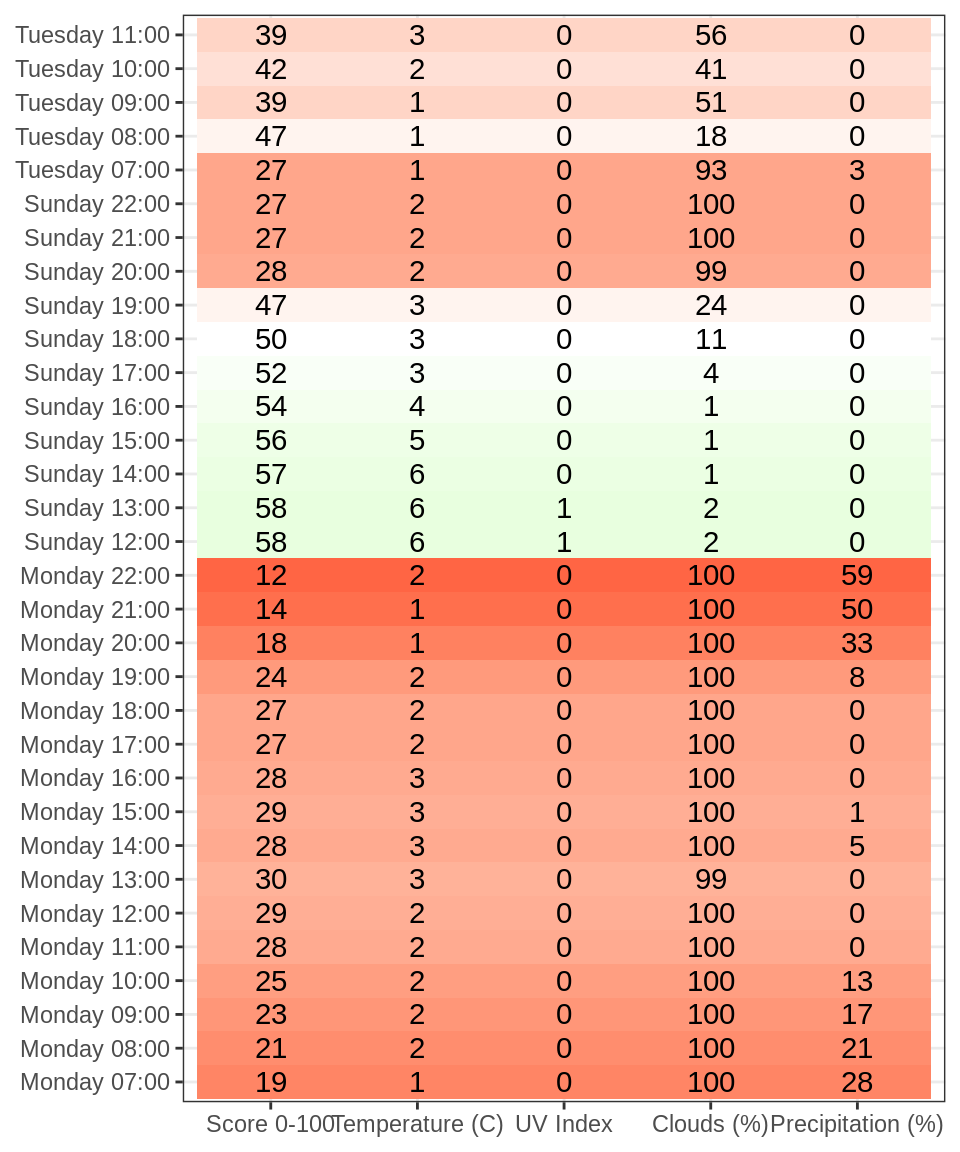 Tuesday 11:00 39 3 0 56 0
Tuesday 10:00 42 2 0 41 0
Tuesday 09:00 39 1 0 51 0
Tuesday 08:00 47 1 0 18 0
Tuesday 07:00 27 1 0 93 3
Sunday 22:00 27 2 0 100 0
Sunday 21:00 27 2 0 100 0
Sunday 20:00 28 2 0 99 0
Sunday 19:00 47 3 0 24 0
Sunday 18:00 50 3 0 11 0
Sunday 17:00 52 3 0 4 0
Sunday 16:00 54 4 0 1 0
Sunday 15:00 56 5 0 1 0
Sunday 14:00 57 6 0 1 0
Sunday 13:00 58 6 1 2 0
Sunday 12:00 58 6 1 2 0
Monday 22:00 12 2 0 100 59
Monday 21:00 14 1 0 100 50
Monday 20:00 18 1 0 100 33
Monday 19:00 24 2 0 100 8
Monday 18:00 27 2 0 100 0
Monday 17:00 27 2 0 100 0
Monday 16:00 28 3 0 100 0
Monday 15:00 29 3 0 100 1
Monday 14:00 28 3 0 100 5
Monday 13:00 30 3 0 99 0
Monday 12:00 29 2 0 100 0
Monday 11:00 28 2 0 100 0
Monday 10:00 25 2 0 100 13
Monday 09:00 23 2 0 100 17
Monday 08:00 21 2 0 100 21
Monday 07:00 19 1 0 100 28
Score 0-100 Temperature (C) UV Index Clouds (%) Precipitation (%)